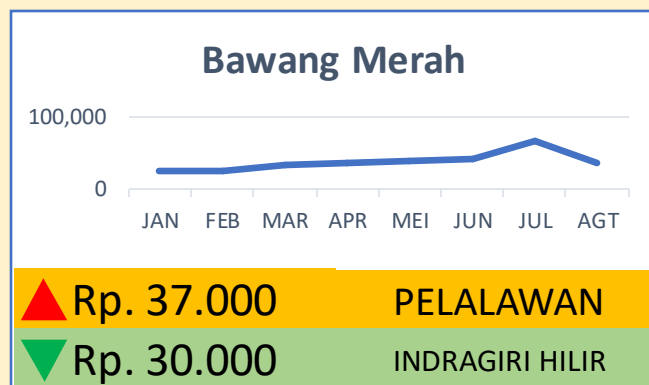 Bawang Merah
100,000
0
JAN FEB MAR APR MEI JUN JUL AGT
Rp. 37.000 PELALAWAN
Rp. 30.000 INDRAGIRI HILIR